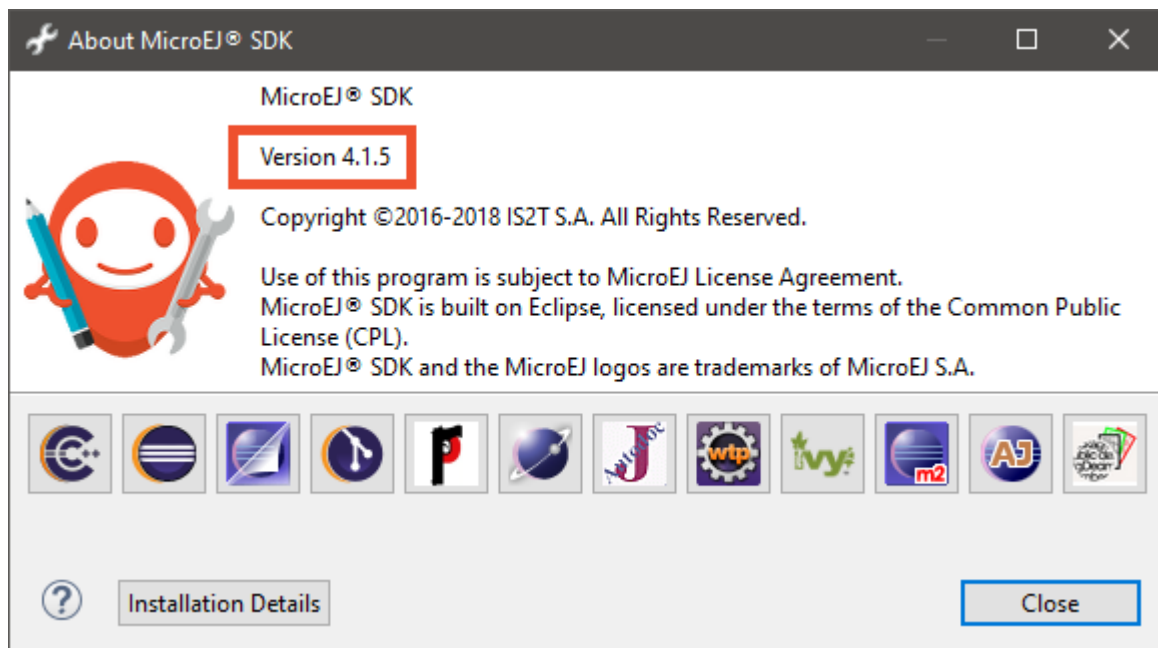 About MicroEJ® SDK
MicroEJ® SDK
Version 4.1.5
Copyright ©2016-2018 IS2T S.A. All Rights Reserved.
Use of this program is subject to MicroEJ License Agreement.
MicroEJ® SDK is built on Eclipse, licensed under the terms of the Common Public
License (CPL).
MicroEJ® SDK and the MicroEJ logos are trademarks of MicroEJ S.A.
Autodoc J wtp ivy m2 AJ
? Installation Details Close